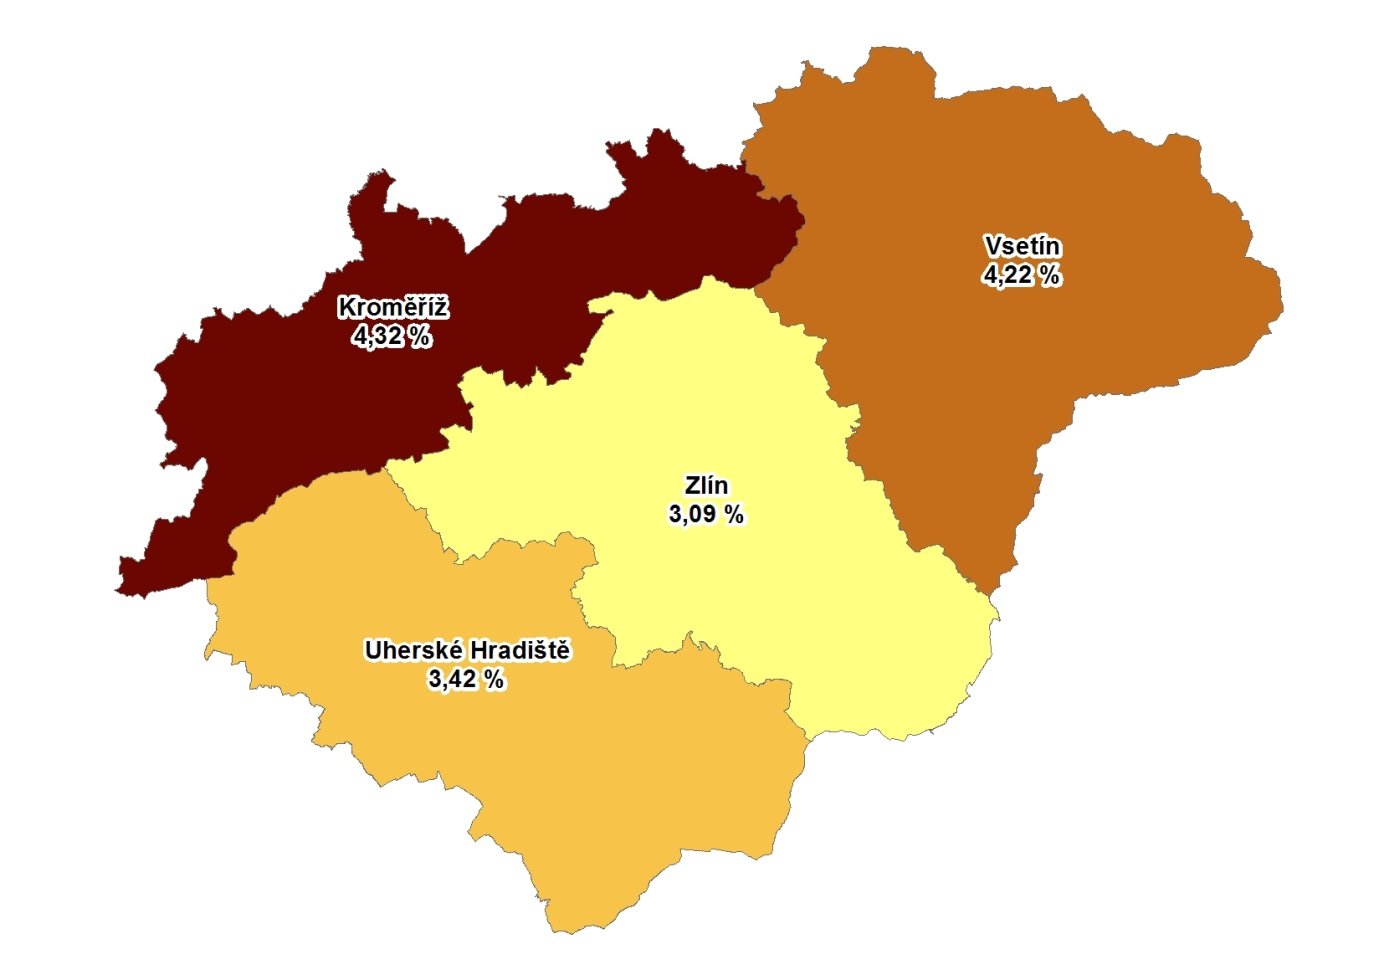 Vsetín
4,22 %
Kroměříž
4,32 %
Zlín
3,09 %
Uherské Hradiště
3,42 %